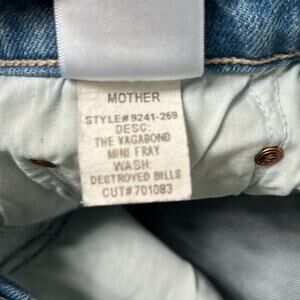 MOTHER
STYLE#9241-269
DESC:
THE VAGABOND
MINI FRAY
WASH:
DESTROYED BILLS
CUT#701083